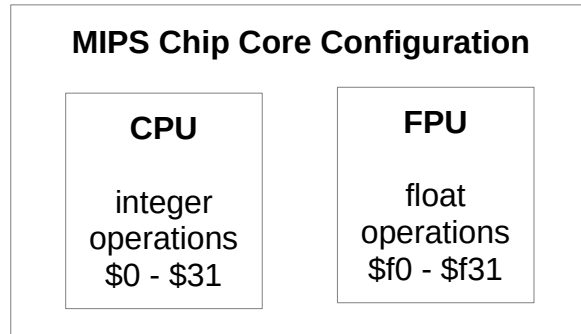 MIPS Chip Core Configuration
CPU
integer
operations
$0 - $31
FPU
float
operations
$f0 - $f31